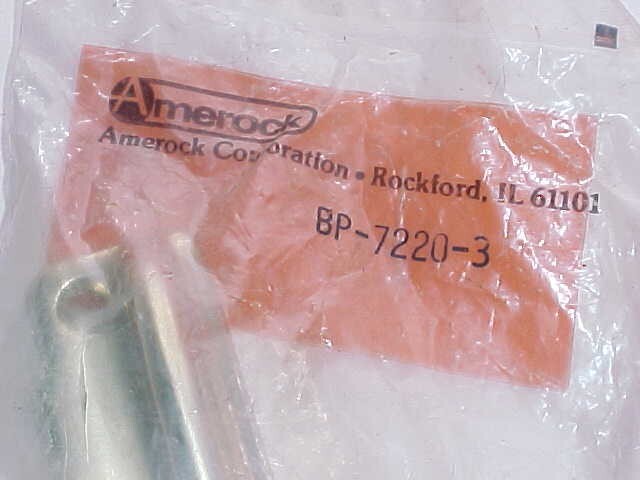 Amerock
Amerock Corporation • Rockford, IL 61101
BP-7220-3